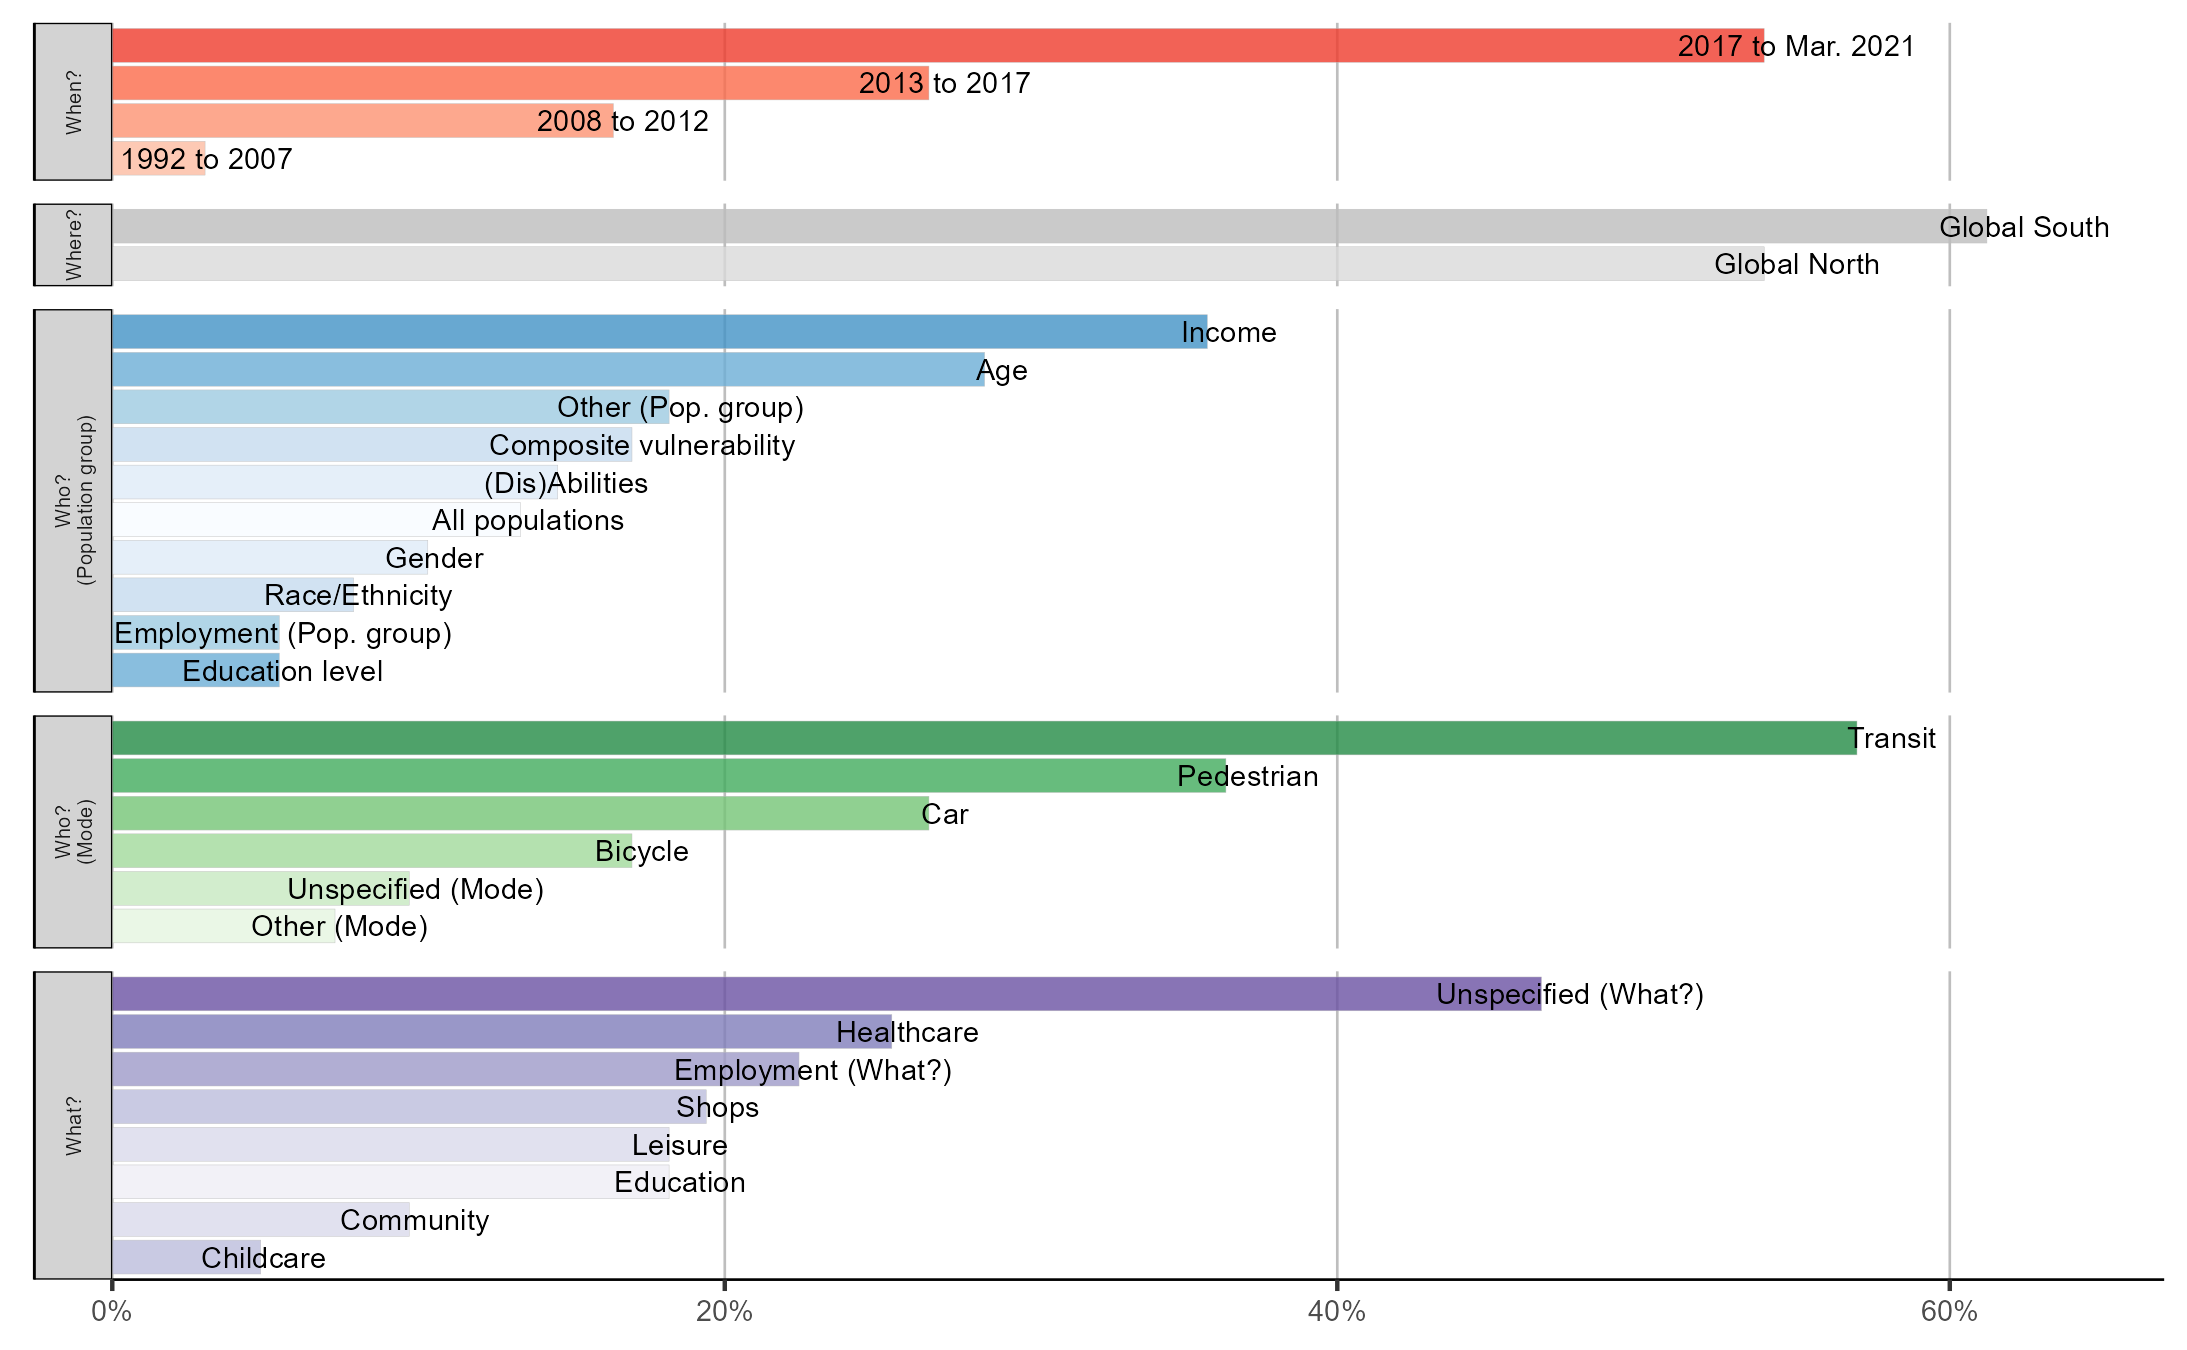 When?
2017 to Mar. 2021
2013 to 2017
2008 to 2012
1992 to 2007
Where?
Global South
Global North
Who?
(Population group)
Income
Age
Other (Pop. group)
Composite vulnerability
(Dis)Abilities
All populations
Gender
Race/Ethnicity
Employment (Pop. group)
Education level
Who?
(Mode)
Transit
Pedestrian
Car
Bicycle
Unspecified (Mode)
Other (Mode)
What?
Unspecified (What?)
Healthcare
Employment (What?)
Shops
Leisure
Education
Community
Childcare
0% 20% 40% 60%